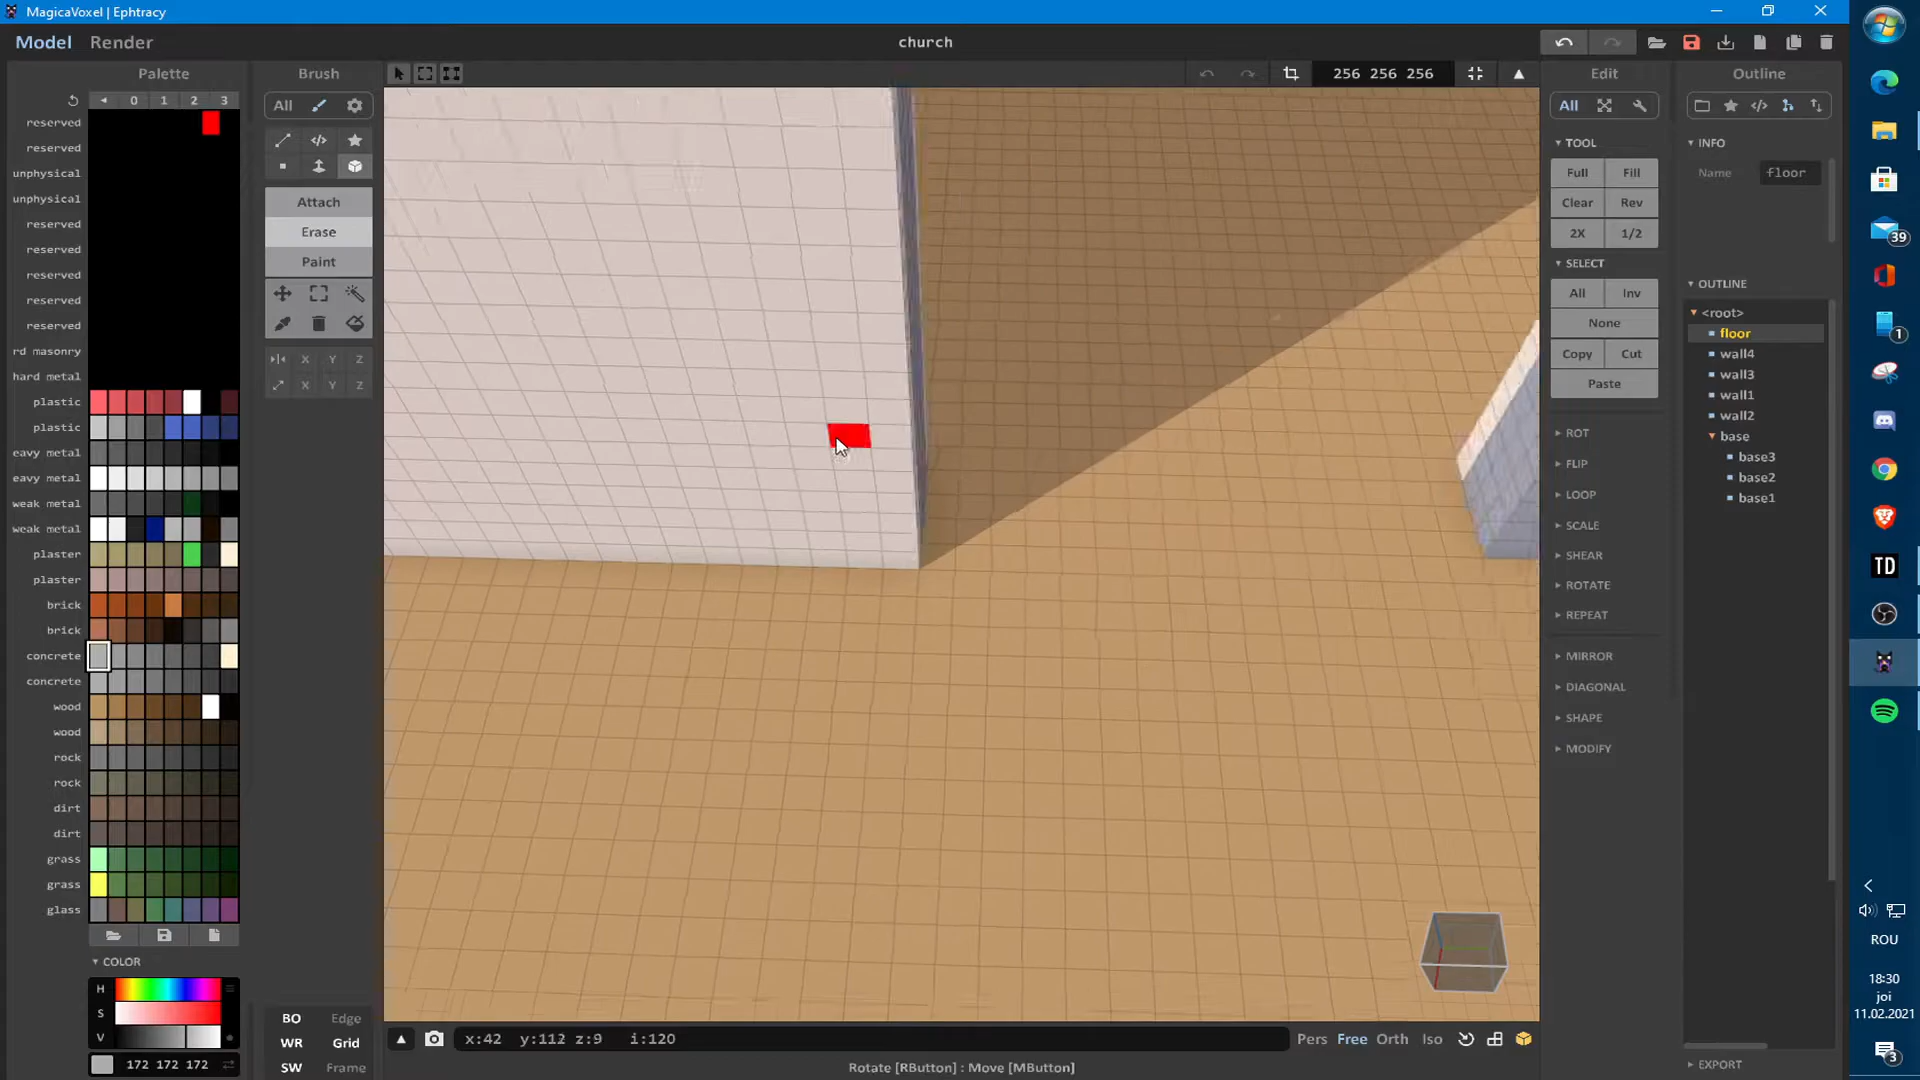 MagicaVoxel | Ephtracy
Model Render
church
Palette
0 1 2 3
reserved
reserved
unphysical
unphysical
reserved
reserved
reserved
reserved
reserved
rd masonry
hard metal
plastic
plastic
eavy metal
eavy metal
weak metal
weak metal
plaster
plaster
brick
brick
concrete
concrete
wood
wood
rock
rock
dirt
dirt
grass
grass
glass
COLOR
H
S
V
172 172 172
Brush
All
Attach
Erase
Paint
X Y Z
X Y Z
BO Edge
WR Grid
SW Frame
256 256 256
x:42 y:112 z:9 i:120
Pers Free Orth Iso
Rotate [RButton] : Move [MButton]
Edit
All
TOOL
Full Fill
Clear Rev
2X 1/2
SELECT
All Inv
None
Copy Cut
Paste
ROT
FLIP
LOOP
SCALE
SHEAR
ROTATE
REPEAT
MIRROR
DIAGONAL
SHAPE
MODIFY
Outline
INFO
Name floor
OUTLINE
<root>
floor
wall4
wall3
wall1
wall2
base
base3
base2
base1
EXPORT
39
1
TD
ROU
18:30
joi
11.02.2021
3